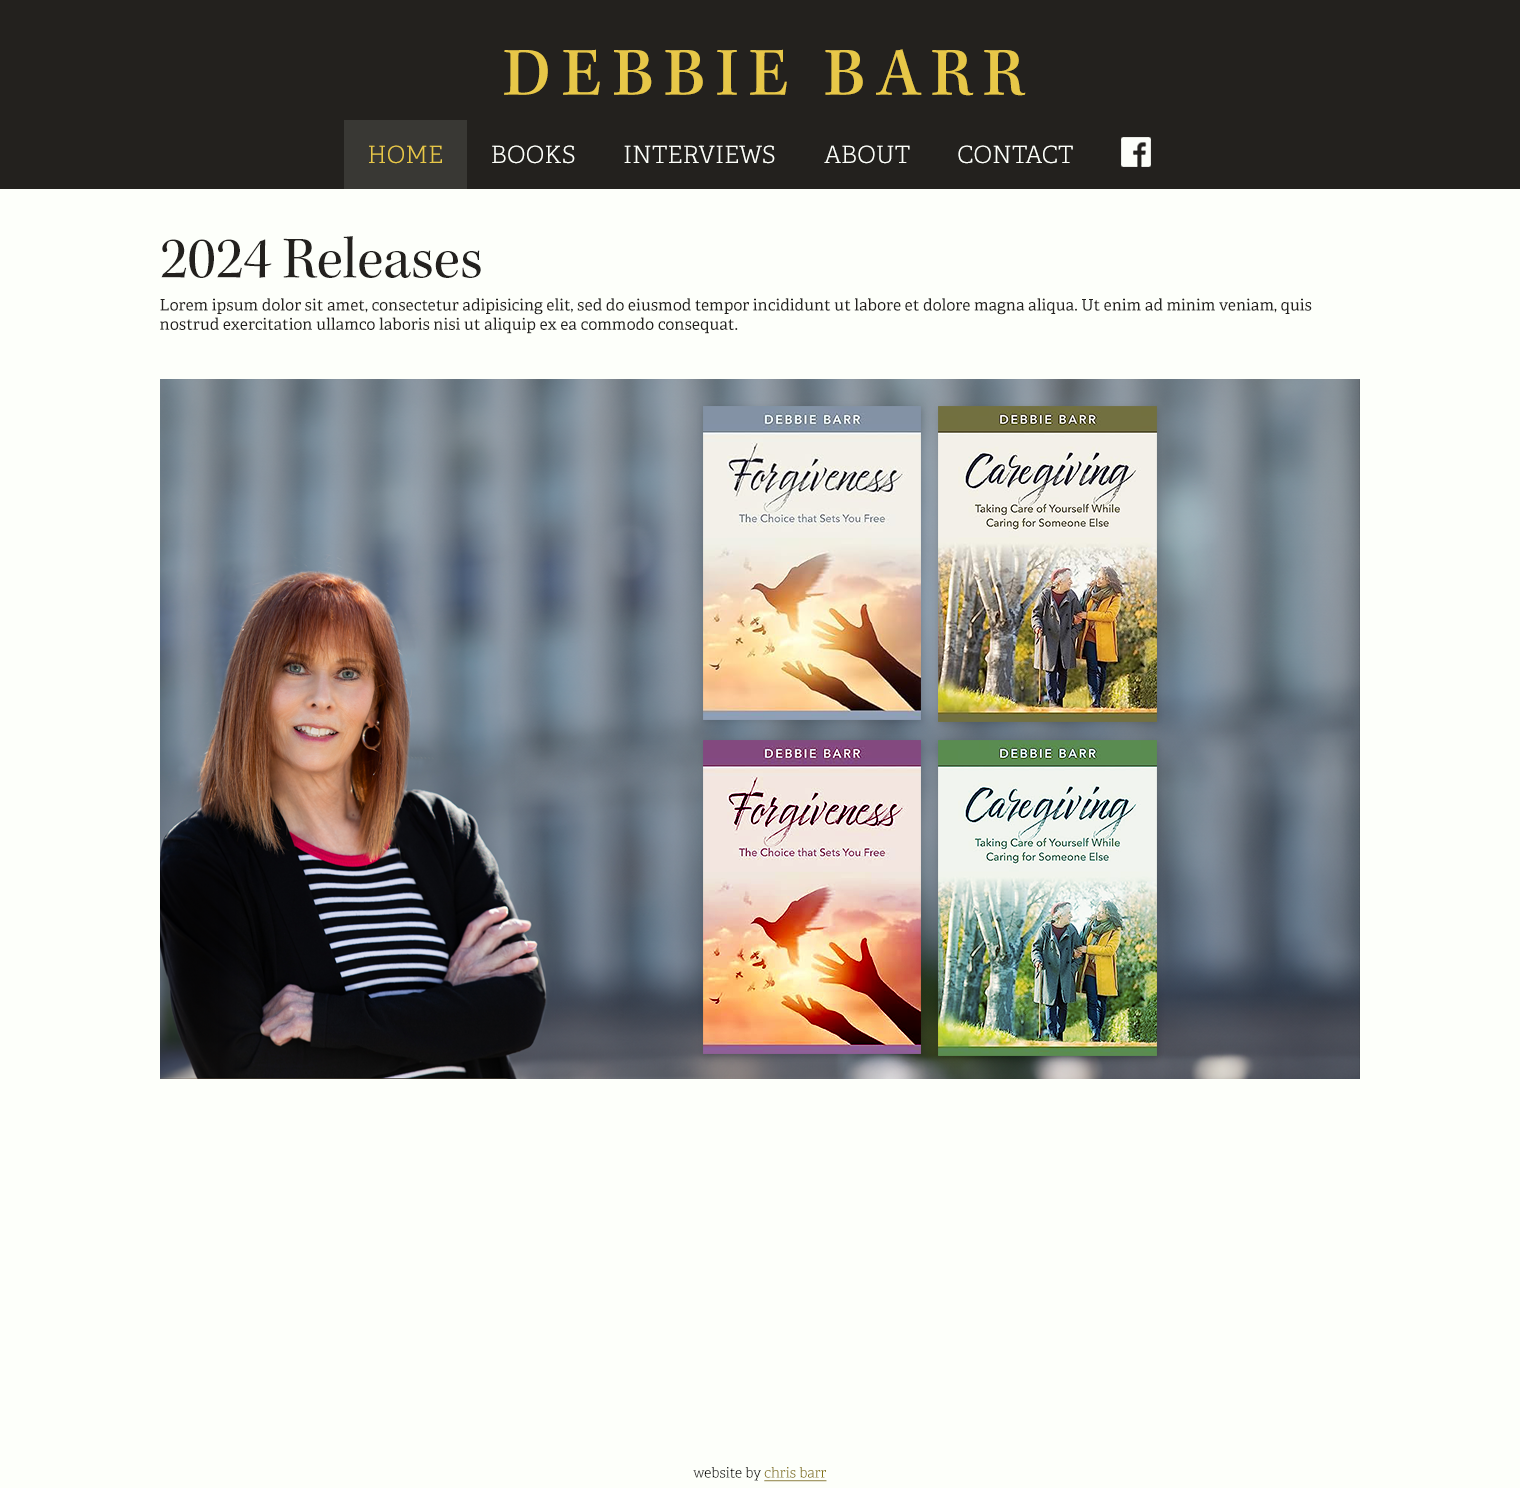 DEBBIE BARR
HOME BOOKS INTERVIEWS ABOUT CONTACT
2024 Releases
Lorem ipsum dolor sit amet, consectetur adipisicing elit, sed do eiusmod tempor incididunt ut labore et dolore magna aliqua. Ut enim ad minim veniam, quis
nostrud exercitation ullamco laboris nisi ut aliquip ex ea commodo consequat.
DEBBIE BARR
Forgiveness
The Choice that Sets You Free
DEBBIE BARR
Caregiving
Taking Care of Yourself While
Caring for Someone Else
DEBBIE BARR
Forgiveness
The Choice that Sets You Free
DEBBIE BARR
Caregiving
Taking Care of Yourself While
Caring for Someone Else
website by chris barr